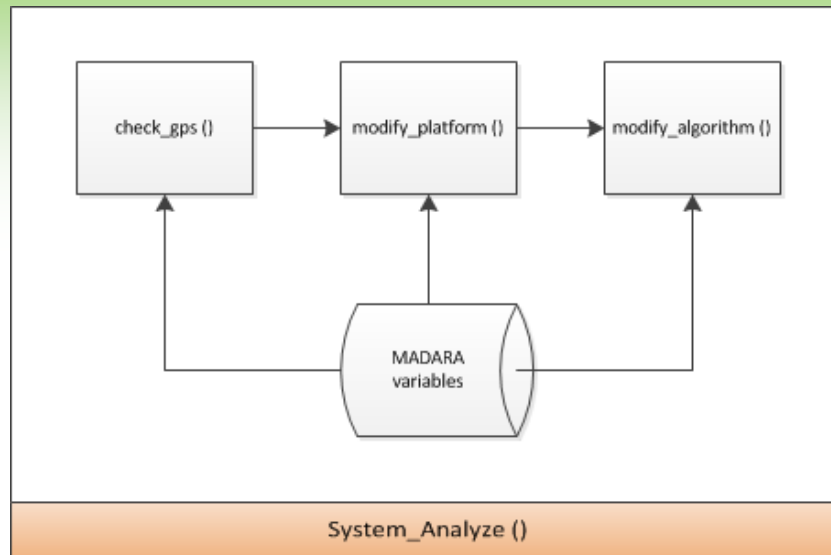 check_gps ()
modify_platform ()
modify_algorithm ()
MADARA
variables
System_Analyze ()